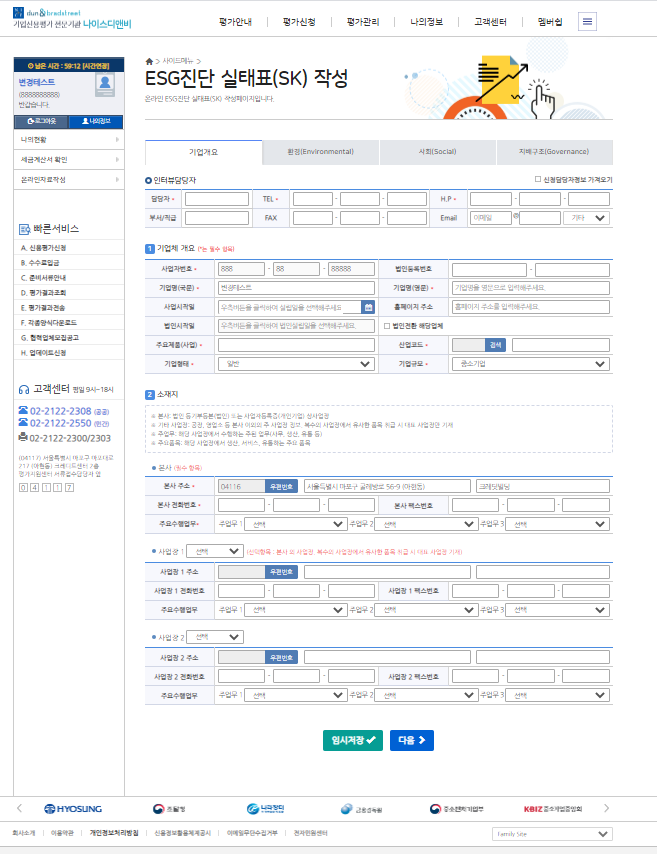 dun & bradstreet
기업신용평가 전문기관 나이스디앤비
평가안내 평가신청 평가관리 나의정보 고객센터 멤버쉽
남은 시간 : 59:12 [시간연장]
변경테스트
(8888888888)
반갑습니다.
로그아웃 나의정보
나의현황
세금계산서 확인
온라인자료작성
빠른서비스
A. 신용평가신청
B. 수수료입금
C. 준비서류안내
D. 평가결과조회
E. 평가결과전송
F. 각종양식다운로드
G. 협력업체모집공고
H. 업데이트신청
고객센터 평일 9시~18시
02-2122-2308 (공공)
02-2122-2550 (민간)
02-2122-2300/2303
(04117) 서울특별시 마포구 마포대로
217 (아현동) 크레디트센터 2층
평가지원센터 서류접수담당자 앞
0 4 1 1 7
> 사이드메뉴 >
ESG진단 실태표(SK) 작성
온라인 ESG진단 실태표(SK) 작성페이지입니다.
기업개요 환경(Environmental) 사회(Social) 지배구조(Governance)
인터뷰담당자 신청담당자정보 가져오기
담당자 * TEL * - - H.P * - -
부서/직급 FAX - - Email 이메일 @ 기타
1 기업체 개요 (*는 필수 항목)
사업자번호 * 888 - 88 - 88888 법인등록번호 -
기업명(국문) * 변경테스트 기업명(영문) * 기업명을 영문으로 입력해주세요.
사업시작일 우측버튼을 클릭하여 설립일을 선택해주세요 홈페이지 주소 홈페이지 주소를 입력해주세요.
법인시작일 우측버튼을 클릭하여 법인설립일을 선택해주세요. 법인전환 해당업체
주요제품(사업) * 산업코드 * 검색
기업형태 * 일반 기업규모 * 중소기업
2 소재지
※ 본사: 법인 등기부등본(법인) 또는 사업자등록증(개인기업) 상사업장
※ 기타 사업장: 공장, 영업소 등 본사 이외의 주 사업장 정보, 복수의 사업장에서 유사한 품목 취급 시 대표 사업장만 기재
※ 주업무: 해당 사업장에서 수행하는 주된 업무(사무, 생산, 유통 등)
※ 주요품목: 해당 사업장에서 생산, 서비스, 유통하는 주요 품목
본사 (필수 항목)
본사 주소 * 04116 우편번호 서울특별시 마포구 굴레방로 56-9 (아현동) 크레딧빌딩
본사 전화번호 * - - 본사 팩스번호 - -
주요수행업무* 주업무 1 선택 주업무 2 선택 주업무 3 선택
사업장 1 선택 (선택항목 : 본사 외 사업장, 복수의 사업장에서 유사한 품목 취급 시 대표 사업장 기재)
사업장 1 주소 우편번호
사업장 1 전화번호 - - 사업장 1 팩스번호 - -
주요수행업무 주업무 1 선택 주업무 2 선택 주업무 3 선택
사업장 2 선택
사업장 2 주소 우편번호
사업장 2 전화번호 - - 사업장 2 팩스번호 - -
주요수행업무 주업무 1 선택 주업무 2 선택 주업무 3 선택
임시저장 다음
HYOSUNG 조달청 나라장터 금융감독원 중소벤처기업부 KBIZ 중소기업중앙회
회사소개 이용약관 개인정보처리방침 신용정보활용체제공시 이메일무단수집거부 전자민원센터 Family Site